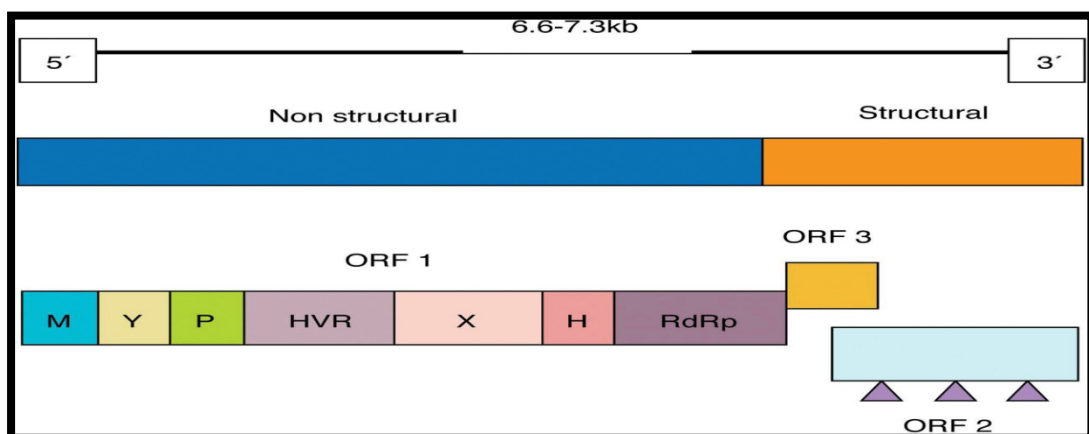 6.6-7.3kb
5´ 3´
Non structural Structural
ORF 3
ORF 1
M Y P HVR X H RdRp
ORF 2